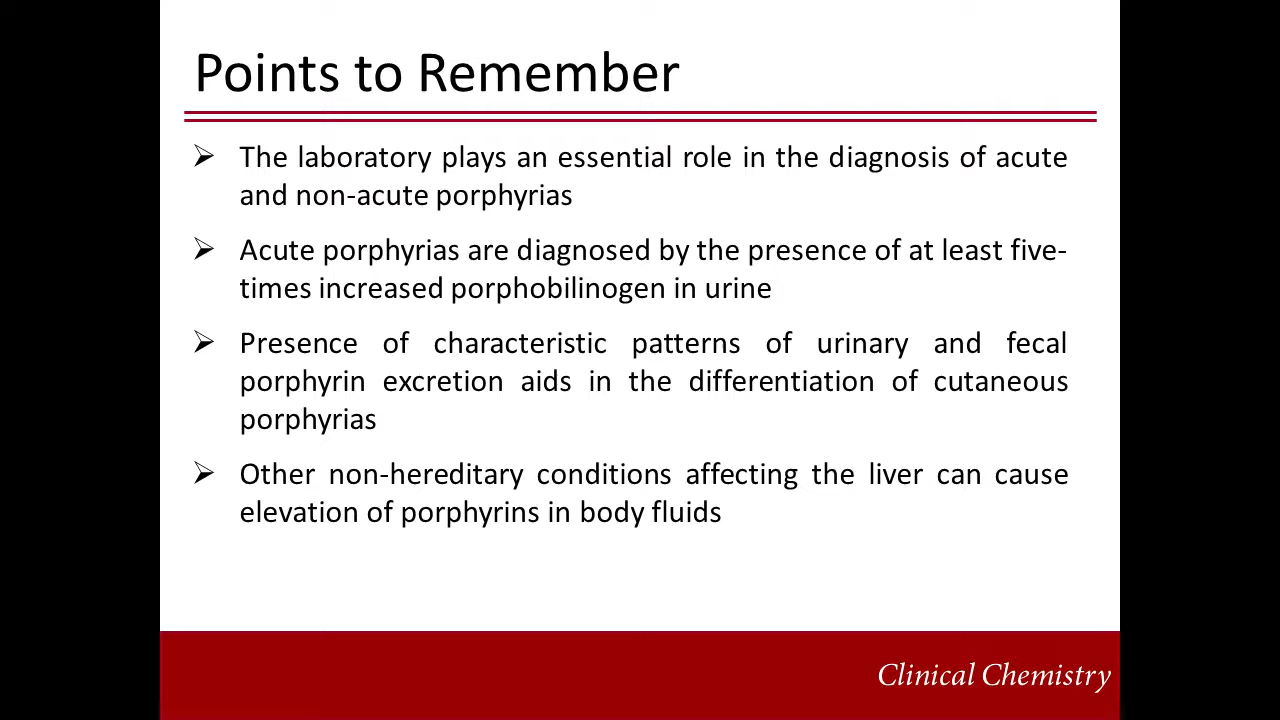 Points to Remember
The laboratory plays an essential role in the diagnosis of acute
and non-acute porphyrias
Acute porphyrias are diagnosed by the presence of at least five-
times increased porphobilinogen in urine
Presence of characteristic patterns of urinary and fecal
porphyrin excretion aids in the differentiation of cutaneous
porphyrias
Other non-hereditary conditions affecting the liver can cause
elevation of porphyrins in body fluids
Clinical Chemistry